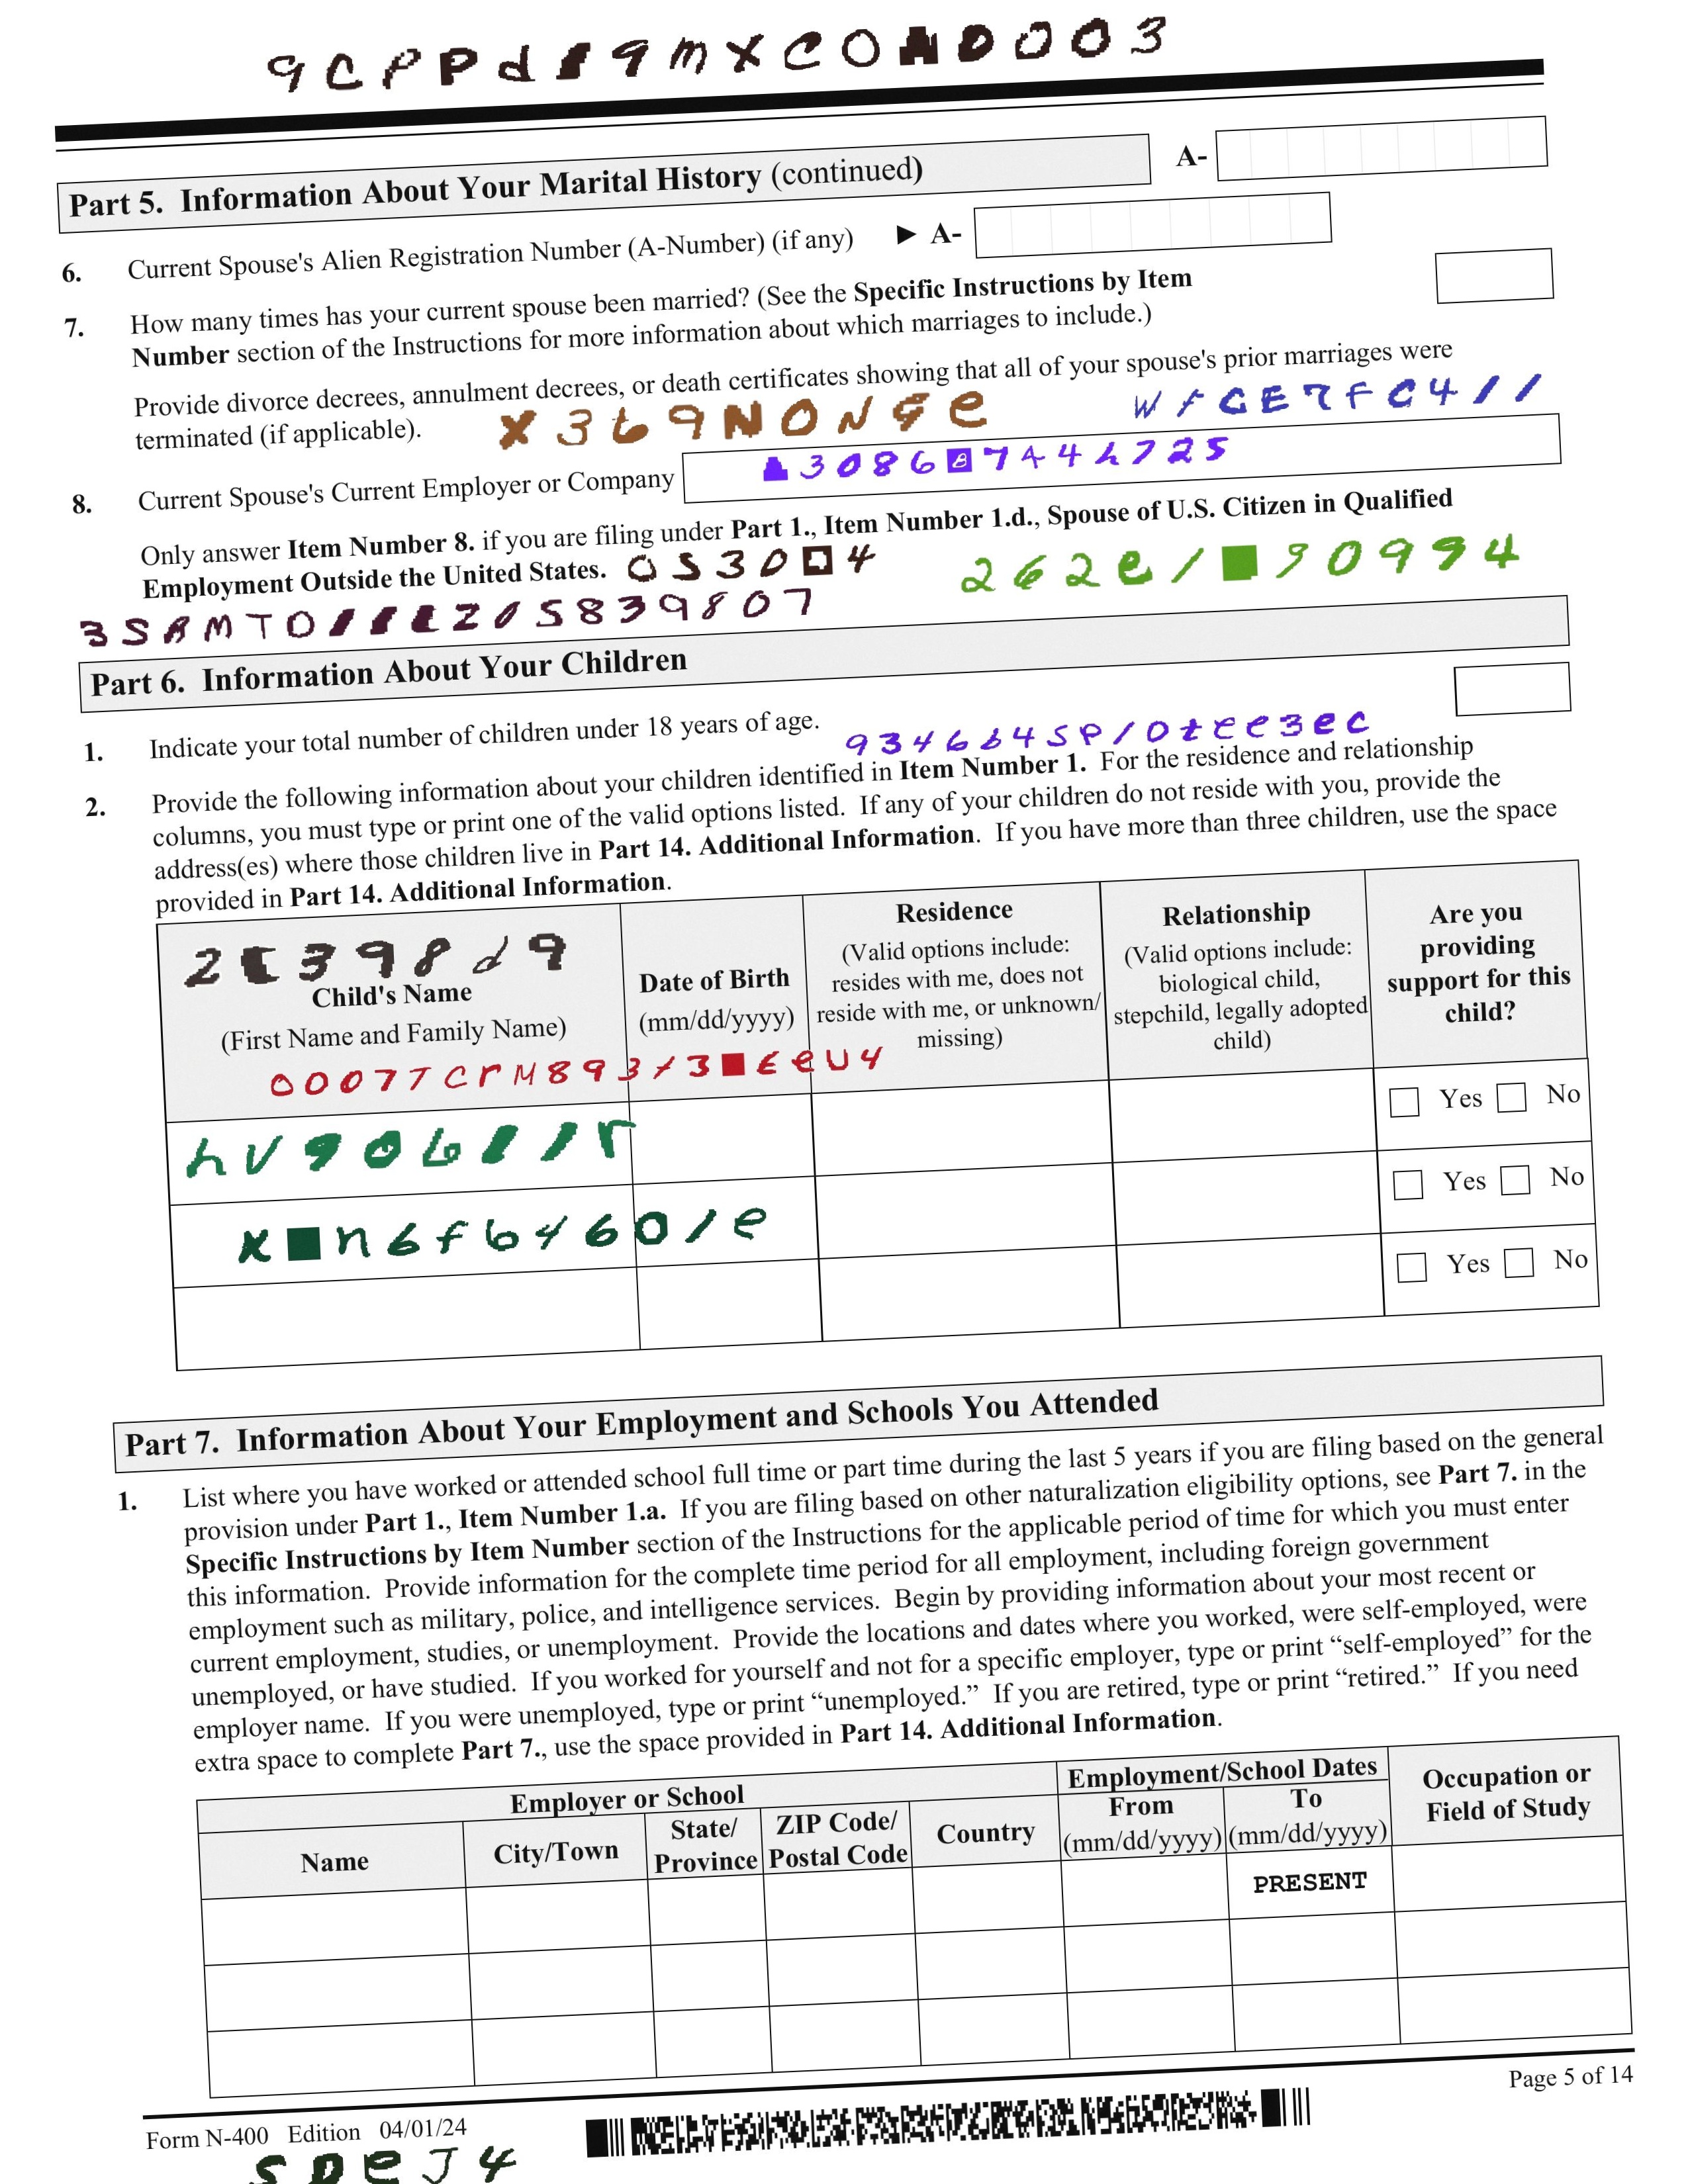 Part 5. Information About Your Marital History (continued)
A-
6. Current Spouse's Alien Registration Number (A-Number) (if any) ► A-
7. How many times has your current spouse been married? (See the Specific Instructions by Item
Number section of the Instructions for more information about which marriages to include.)
Provide divorce decrees, annulment decrees, or death certificates showing that all of your spouse's prior marriages were
terminated (if applicable).
8. Current Spouse's Current Employer or Company
Only answer Item Number 8. if you are filing under Part 1., Item Number 1.d., Spouse of U.S. Citizen in Qualified
Employment Outside the United States.
Part 6. Information About Your Children
1. Indicate your total number of children under 18 years of age.
2. Provide the following information about your children identified in Item Number 1. For the residence and relationship
columns, you must type or print one of the valid options listed. If any of your children do not reside with you, provide the
address(es) where those children live in Part 14. Additional Information. If you have more than three children, use the space
provided in Part 14. Additional Information.
Child's Name
(First Name and Family Name)
Date of Birth
(mm/dd/yyyy)
Residence
(Valid options include:
resides with me, does not
reside with me, or unknown/
missing)
Relationship
(Valid options include:
biological child,
stepchild, legally adopted
child)
Are you
providing
support for this
child?
Yes No
Yes No
Yes No
Part 7. Information About Your Employment and Schools You Attended
1. List where you have worked or attended school full time or part time during the last 5 years if you are filing based on the general
provision under Part 1., Item Number 1.a. If you are filing based on other naturalization eligibility options, see Part 7. in the
Specific Instructions by Item Number section of the Instructions for the applicable period of time for which you must enter
this information. Provide information for the complete time period for all employment, including foreign government
employment such as military, police, and intelligence services. Begin by providing information about your most recent or
current employment, studies, or unemployment. Provide the locations and dates where you worked, were self-employed, were
unemployed, or have studied. If you worked for yourself and not for a specific employer, type or print “self-employed” for the
employer name. If you were unemployed, type or print “unemployed.” If you are retired, type or print “retired.” If you need
extra space to complete Part 7., use the space provided in Part 14. Additional Information.
Employer or School
Employment/School Dates
Occupation or
Field of Study
Name
City/Town
State/
Province
ZIP Code/
Postal Code
Country
From
(mm/dd/yyyy)
To
(mm/dd/yyyy)
PRESENT
Form N-400 Edition 04/01/24
Page 5 of 14